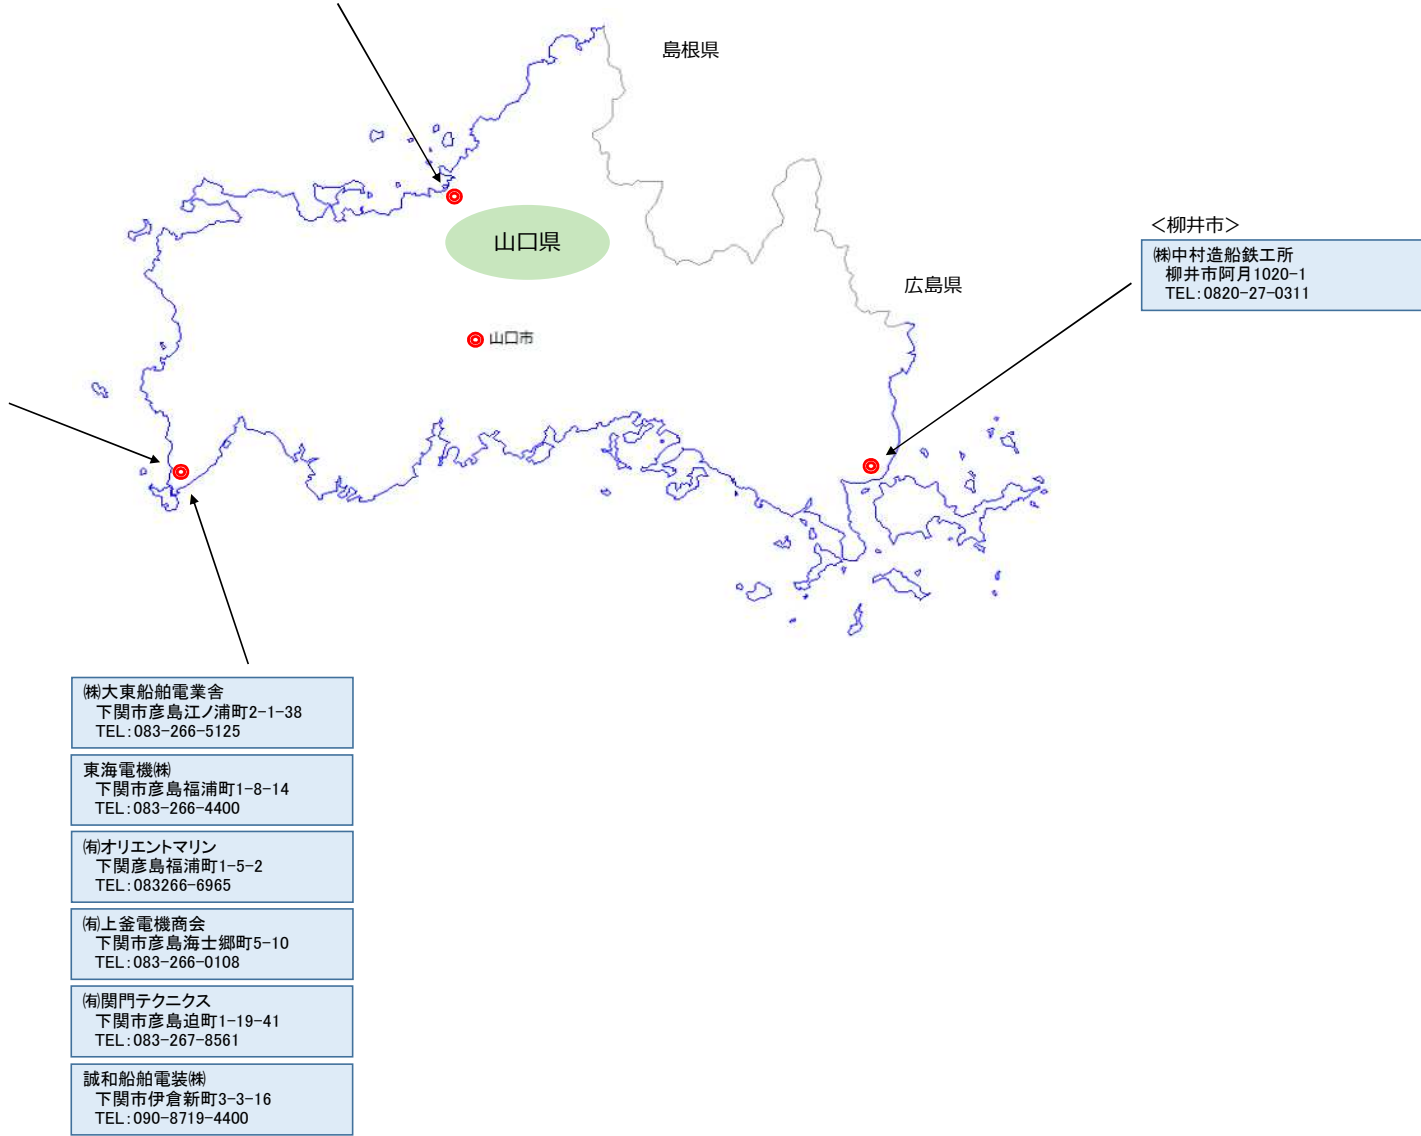 島根県
山口県
広島県
山口市
＜柳井市＞
㈱中村造船鉄工所
柳井市阿月1020-1
TEL:0820-27-0311
㈱大東船舶電業舎
下関市彦島江ノ浦町2-1-38
TEL:083-266-5125
東海電機㈱
下関市彦島福浦町1-8-14
TEL:083-266-4400
㈲オリエントマリン
下関彦島福浦町1-5-2
TEL:083266-6965
㈲上釜電機商会
下関市彦島海士郷町5-10
TEL:083-266-0108
㈲関門テクニクス
下関市彦島迫町1-19-41
TEL:083-267-8561
誠和船舶電装㈱
下関市伊倉新町3-3-16
TEL:090-8719-4400